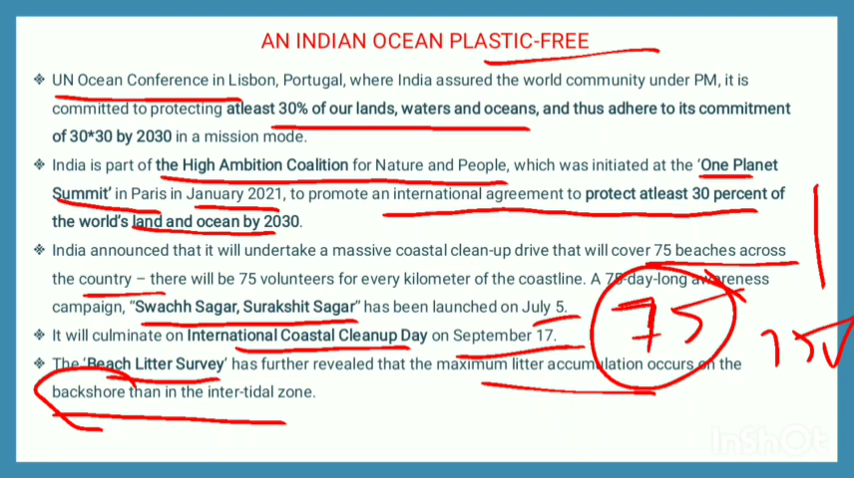 AN INDIAN OCEAN PLASTIC-FREE
❖ UN Ocean Conference in Lisbon, Portugal, where India assured the world community under PM, it is
committed to protecting atleast 30% of our lands, waters and oceans, and thus adhere to its commitment
of 30*30 by 2030 in a mission mode.
❖ India is part of the High Ambition Coalition for Nature and People, which was initiated at the ‘One Planet
Summit’ in Paris in January 2021, to promote an international agreement to protect atleast 30 percent of
the world’s land and ocean by 2030.
❖ India announced that it will undertake a massive coastal clean-up drive that will cover 75 beaches across
the country – there will be 75 volunteers for every kilometer of the coastline. A 75-day-long awareness
campaign, “Swachh Sagar, Surakshit Sagar” has been launched on July 5.
75
❖ It will culminate on International Coastal Cleanup Day on September 17.
❖ The ‘Beach Litter Survey’ has further revealed that the maximum litter accumulation occurs on the
backshore than in the inter-tidal zone.
InShOt